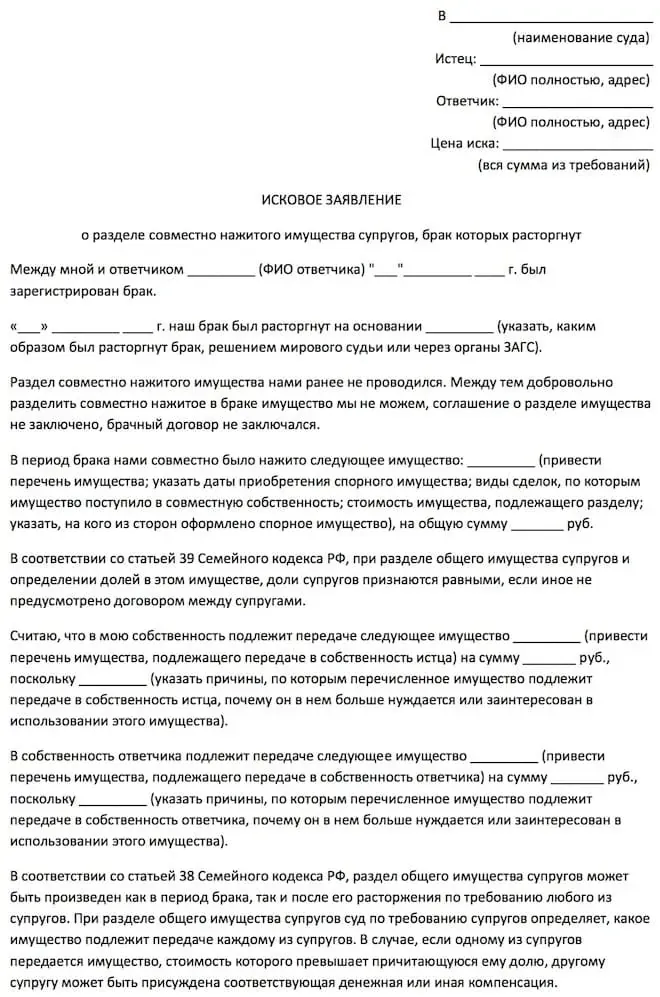 В ___________________________
(наименование суда)
Истец: _______________________
(ФИО полностью, адрес)
Ответчик: ____________________
(ФИО полностью, адрес)
Цена иска: ____________________
(вся сумма из требований)
ИСКОВОЕ ЗАЯВЛЕНИЕ
о разделе совместно нажитого имущества супругов, брак которых расторгнут
Между мной и ответчиком _________ (ФИО ответчика) "___"_________ ____ г. был
зарегистрирован брак.
«___» _________ ____ г. наш брак был расторгнут на основании _________ (указать, каким
образом был расторгнут брак, решением мирового судьи или через органы ЗАГС).
Раздел совместно нажитого имущества нами ранее не проводился. Между тем добровольно
разделить совместно нажитое в браке имущество мы не можем, соглашение о разделе имущества
не заключено, брачный договор не заключался.
В период брака нами совместно было нажито следующее имущество: _________ (привести
перечень имущества; указать даты приобретения спорного имущества; виды сделок, по которым
имущество поступило в совместную собственность; стоимость имущества, подлежащего разделу;
указать, на кого из сторон оформлено спорное имущество), на общую сумму _______ руб.
В соответствии со статьей 39 Семейного кодекса РФ, при разделе общего имущества супругов и
определении долей в этом имуществе, доли супругов признаются равными, если иное не
предусмотрено договором между супругами.
Считаю, что в мою собственность подлежит передаче следующее имущество _________ (привести
перечень имущества, подлежащего передаче в собственность истца) на сумму _______ руб.,
поскольку _________ (указать причины, по которым перечисленное имущество подлежит
передаче в собственность истца, почему он в нем больше нуждается или заинтересован в
использовании этого имущества).
В собственность ответчика подлежит передаче следующее имущество _________ (привести
перечень имущества, подлежащего передаче в собственность ответчика) на сумму _______ руб.,
поскольку _________ (указать причины, по которым перечисленное имущество подлежит
передаче в собственность ответчика, почему он в нем больше нуждается или заинтересован в
использовании этого имущества).
В соответствии со статьей 38 Семейного кодекса РФ, раздел общего имущества супругов может
быть произведен как в период брака, так и после его расторжения по требованию любого из
супругов. При разделе общего имущества супругов суд по требованию супругов определяет, какое
имущество подлежит передаче каждому из супругов. В случае, если одному из супругов
передается имущество, стоимость которого превышает причитающуюся ему долю, другому
супругу может быть присуждена соответствующая денежная или иная компенсация.